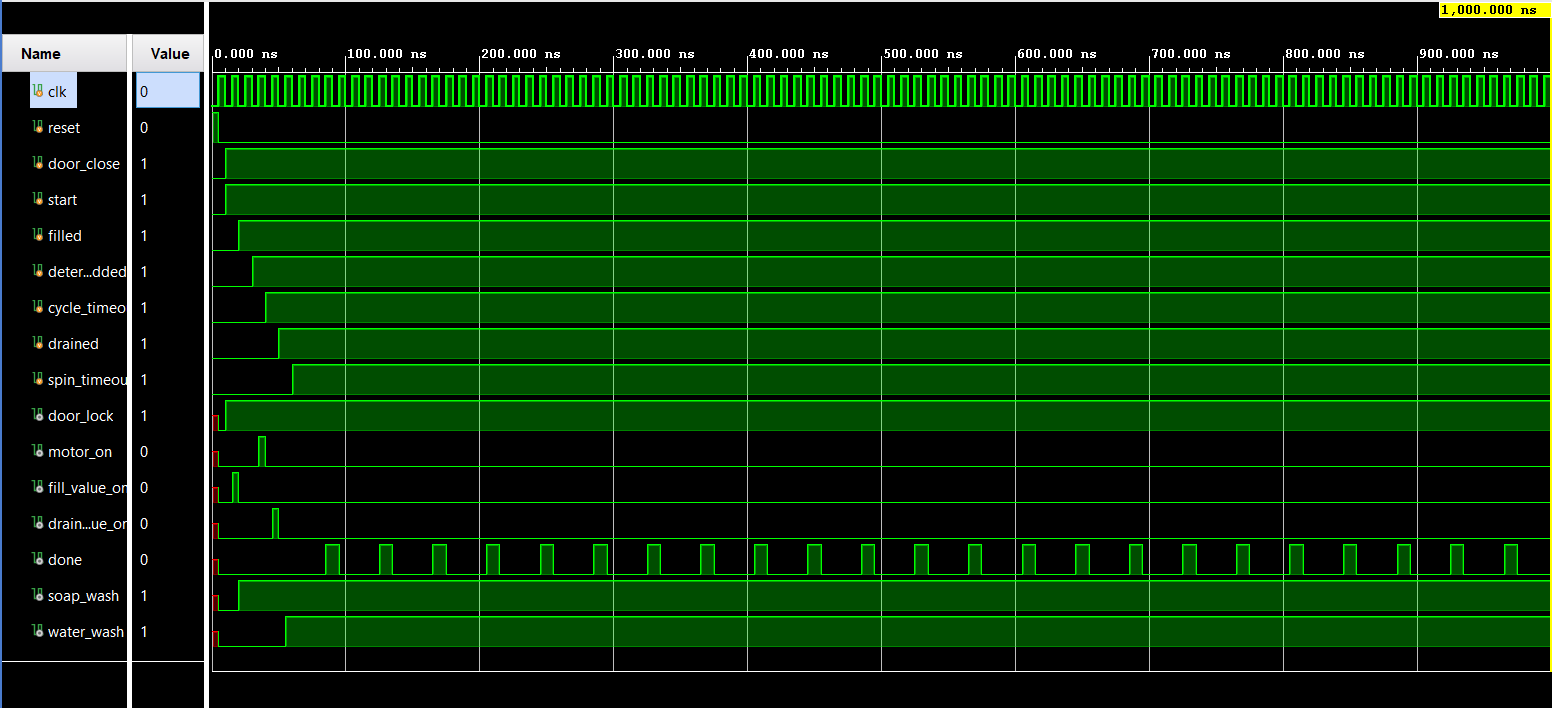 1,000.000 ns
Name Value
0.000 ns 100.000 ns 200.000 ns 300.000 ns 400.000 ns 500.000 ns 600.000 ns 700.000 ns 800.000 ns 900.000 ns
clk 0
reset 0
door_close 1
start 1
filled 1
deter...dded 1
cycle_timeo 1
drained 1
spin_timeou 1
door_lock 1
motor_on 0
fill_value_on 0
drain...ue_on 0
done 0
soap_wash 1
water_wash 1